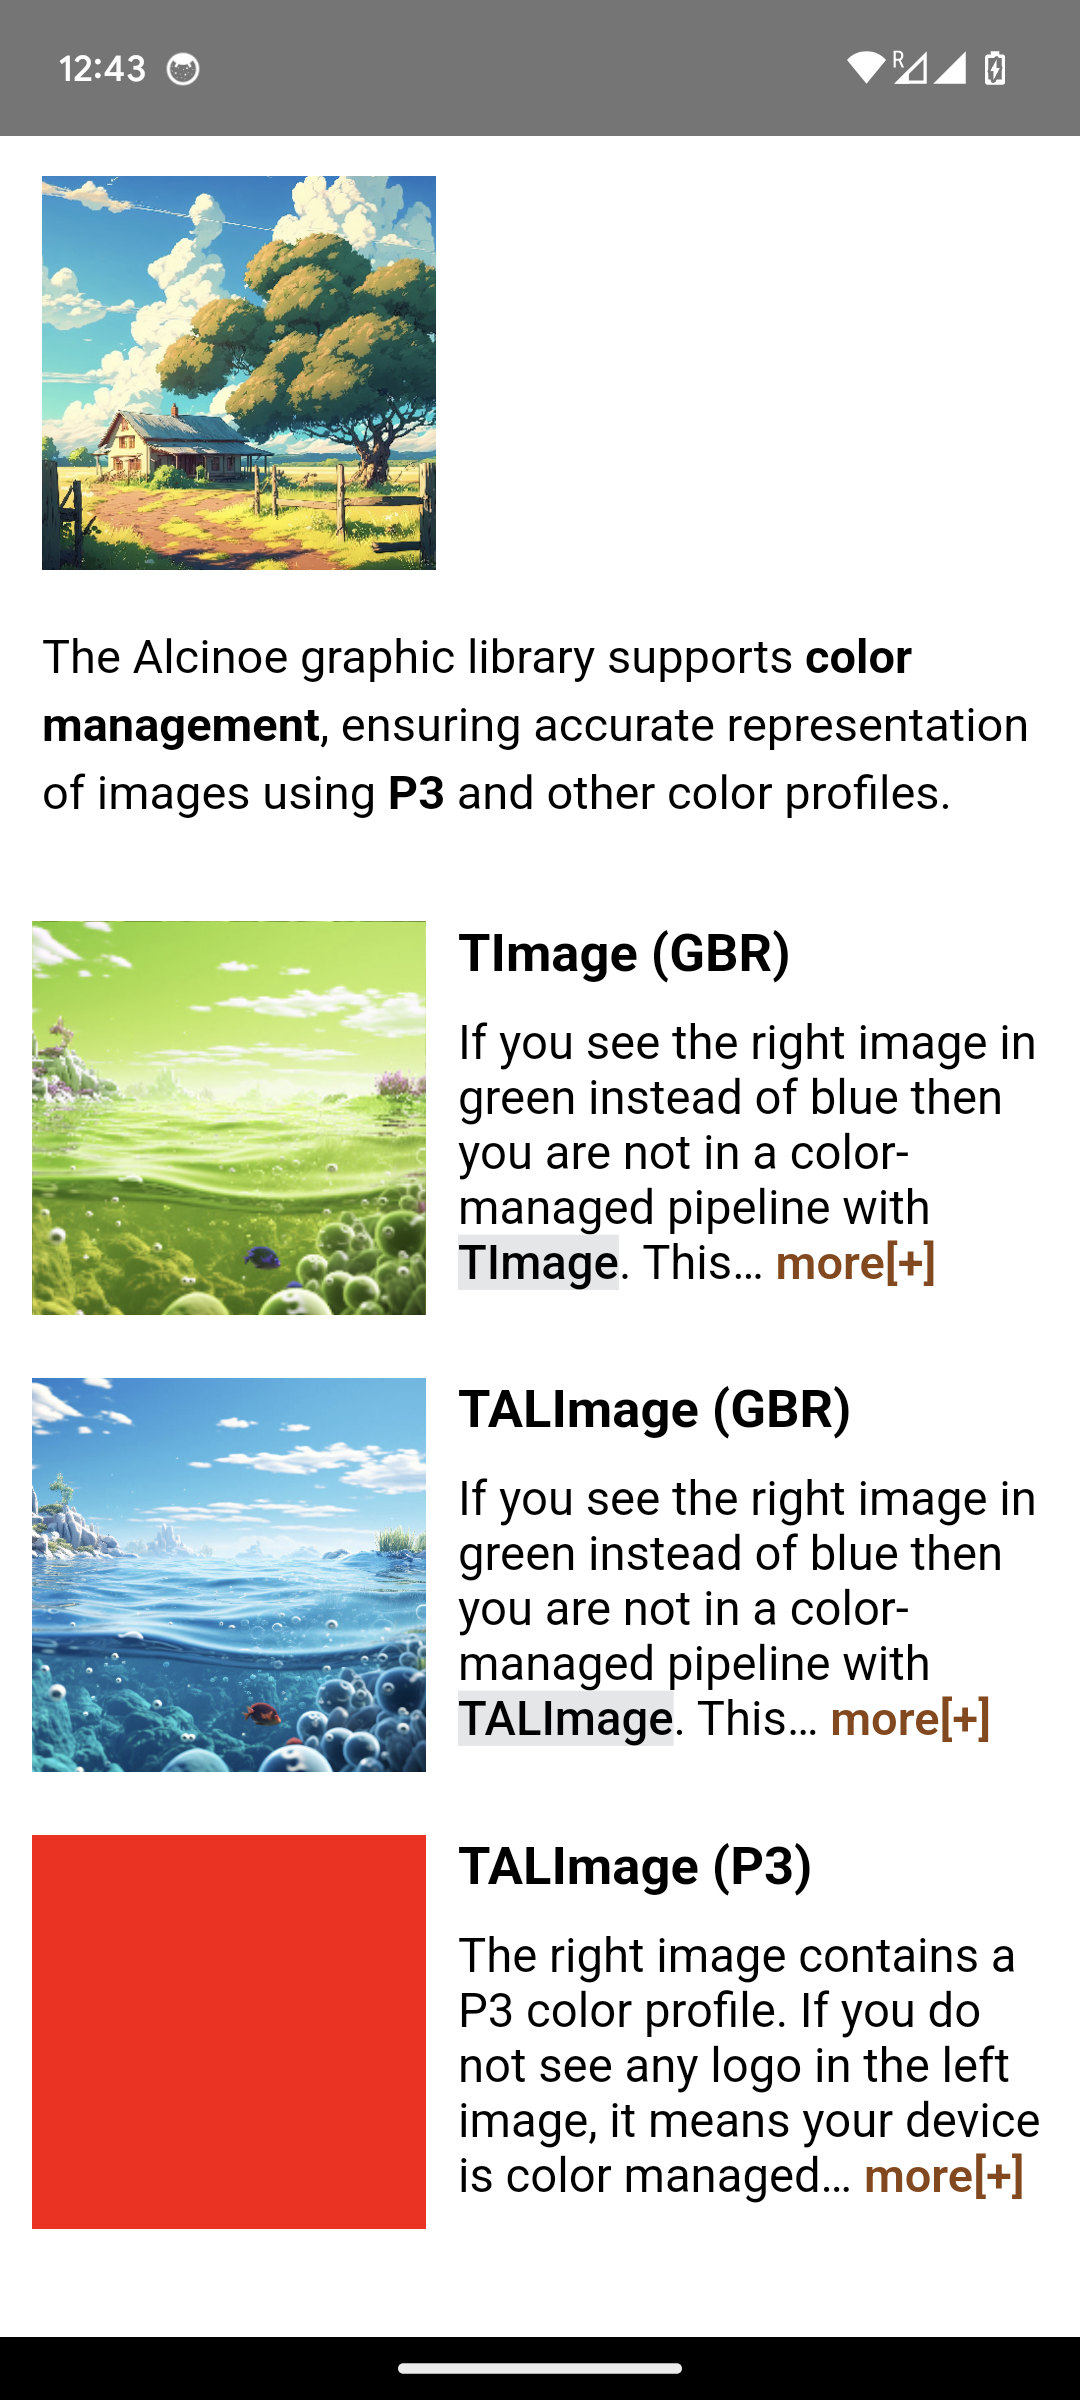 12:43
R
The Alcinoe graphic library supports color
management, ensuring accurate representation
of images using P3 and other color profiles.
TImage (GBR)
If you see the right image in
green instead of blue then
you are not in a color-
managed pipeline with
TImage. This... more[+]
TALImage (GBR)
If you see the right image in
green instead of blue then
you are not in a color-
managed pipeline with
TALImage. This... more[+]
TALImage (P3)
The right image contains a
P3 color profile. If you do
not see any logo in the left
image, it means your device
is color managed... more[+]